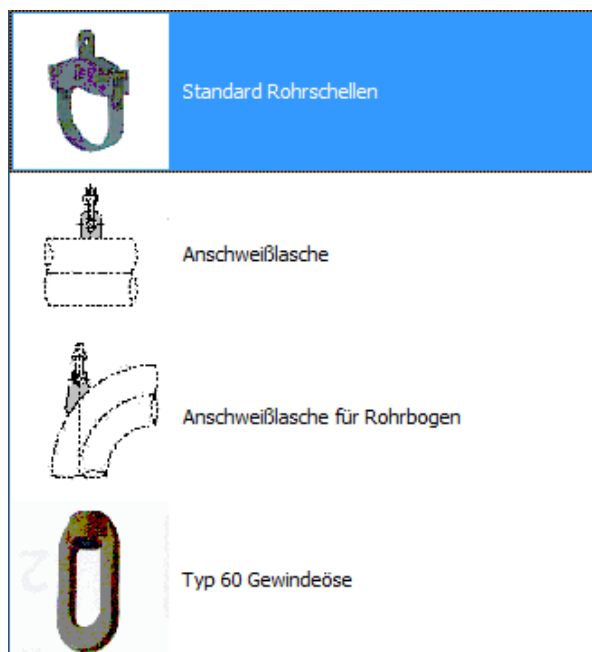 Standard Rohrschellen
Anschweißlasche
Anschweißlasche für Rohrbogen
Typ 60 Gewindeöse